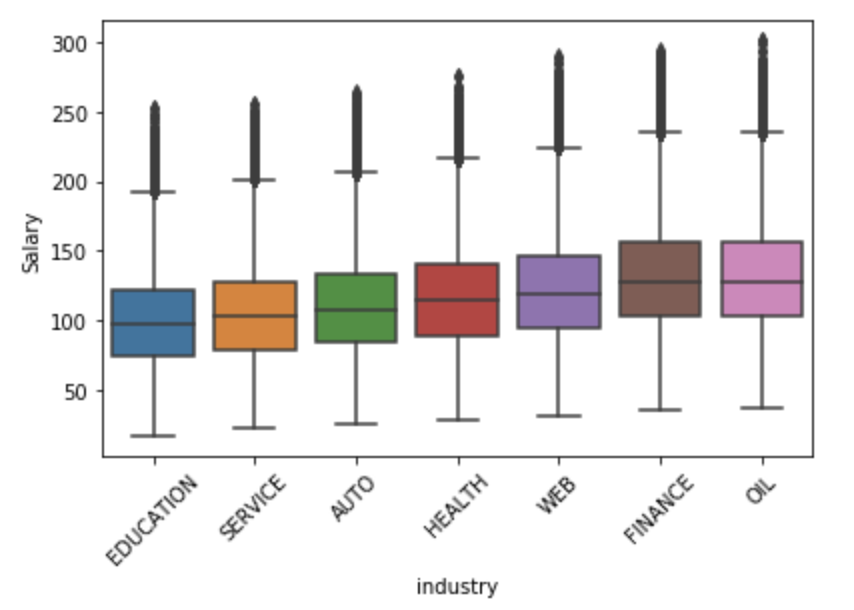 300
250
200
150
100
50
Salary
EDUCATION
SERVICE
AUTO
HEALTH
WEB
FINANCE
OIL
industry